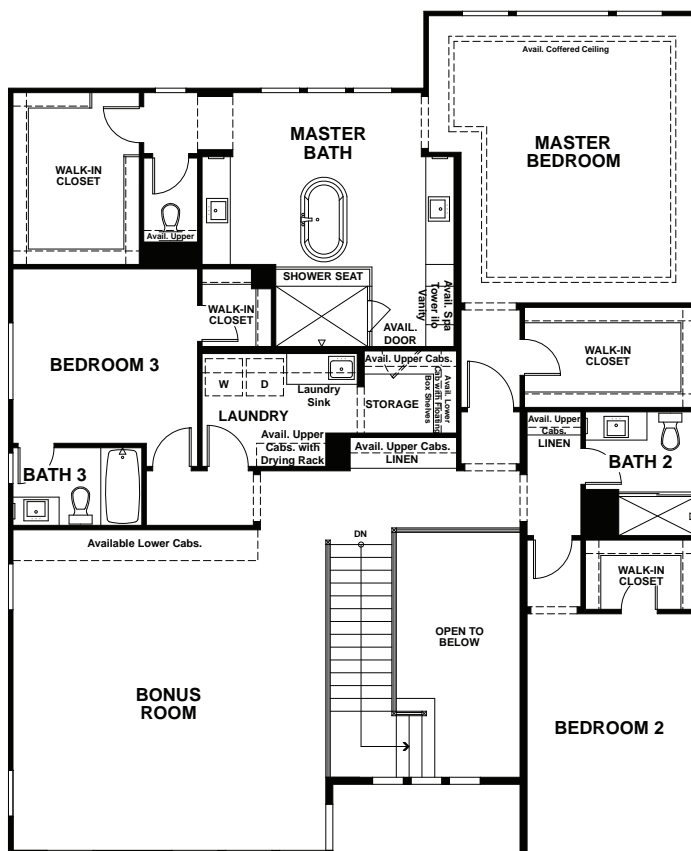 Avail. Coffered Ceiling
MASTER
BATH
MASTER
BEDROOM
WALK-IN
CLOSET
Avail. Upper
SHOWER SEAT
Avail. Spa
Tower ilo
Vanity
WALK-IN
CLOSET
AVAIL.
DOOR
BEDROOM 3
WALK-IN
CLOSET
Avail. Upper Cabs.
W
D
Laundry
Sink
STORAGE
Avail. Lower
Cab with Floating
Box Shelves
LAUNDRY
Avail. Upper
Cabs.
LINEN
Avail. Upper
Cabs. with
Drying Rack
Avail. Upper Cabs.
LINEN
BATH 2
BATH 3
DN
Available Lower Cabs.
WALK-IN
CLOSET
OPEN TO
BELOW
BONUS
ROOM
BEDROOM 2